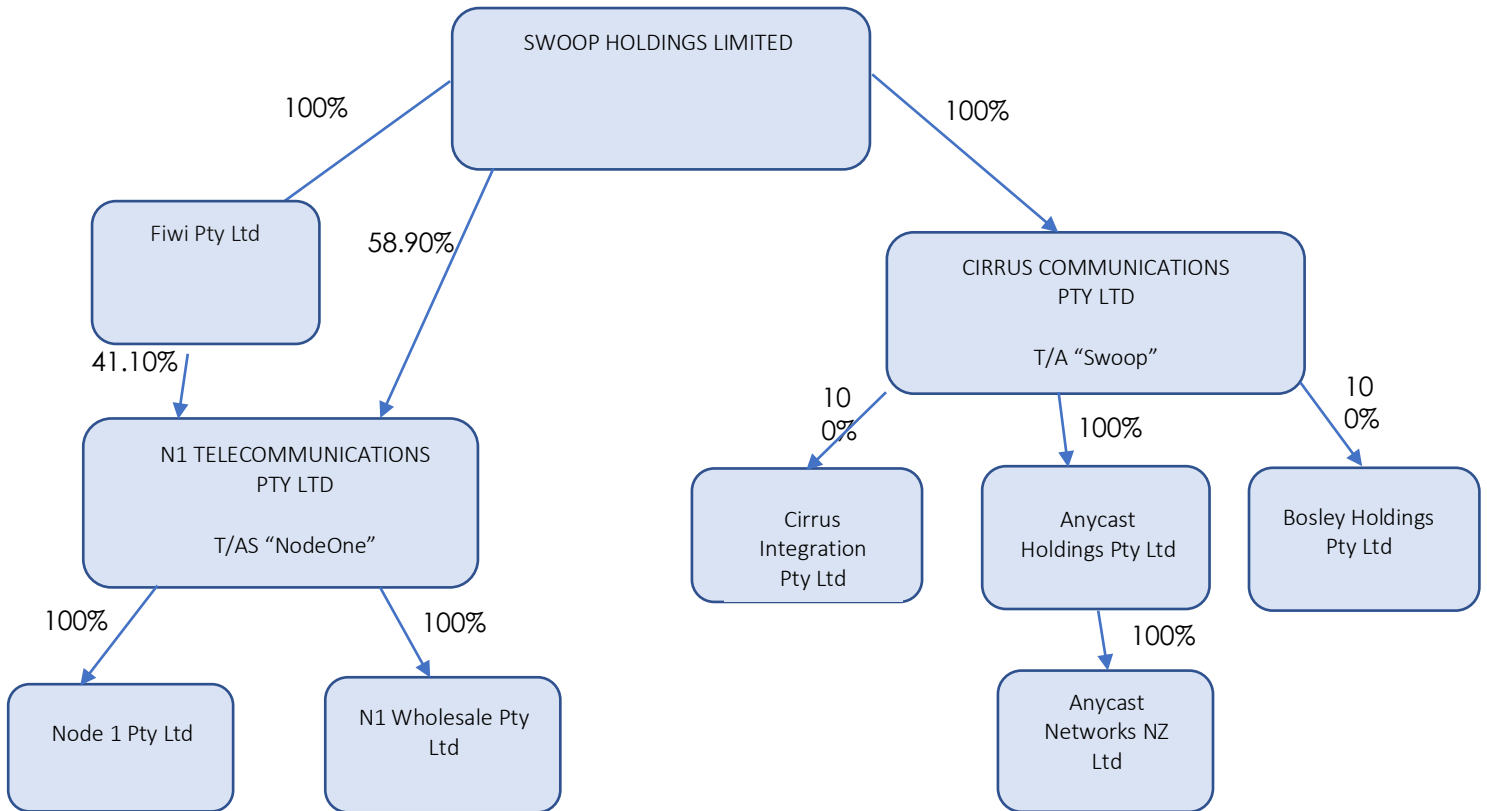 SWOOP HOLDINGS LIMITED
100%
100%
Fiwi Pty Ltd
58.90%
CIRRUS COMMUNICATIONS
PTY LTD
T/A “Swoop”
41.10%
10
0%
100%
10
0%
N1 TELECOMMUNICATIONS
PTY LTD
T/AS “NodeOne”
Cirrus
Integration
Pty Ltd
Anycast
Holdings Pty Ltd
Bosley Holdings
Pty Ltd
100%
100%
100%
Node 1 Pty Ltd
N1 Wholesale Pty
Ltd
Anycast
Networks NZ
Ltd